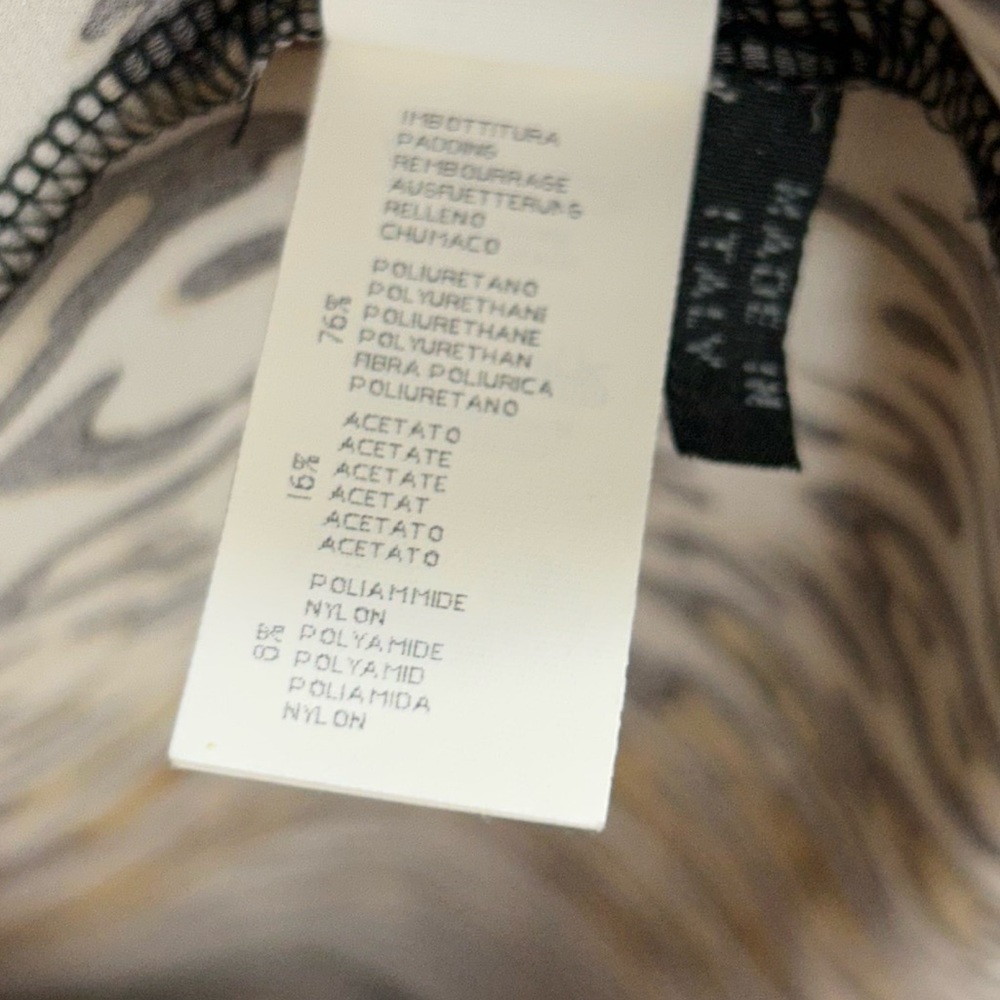 IMBOTTITURA
PADDING
REMBOURRAGE
AUSFUETTERUNG
RELLENO
CHUMACO
76%
POLIURETANO
POLYURETHANE
POLIURETHANE
POLYURETHAN
FIBRA POLIURICA
POLIURETANO
16%
ACETATO
ACETATE
ACETATE
ACETAT
ACETATO
ACETATO
8%
POLIAMMIDE
NYLON
POLYAMIDE
POLYAMID
POLIAMIDA
NYLON
MADE IN
ITALY